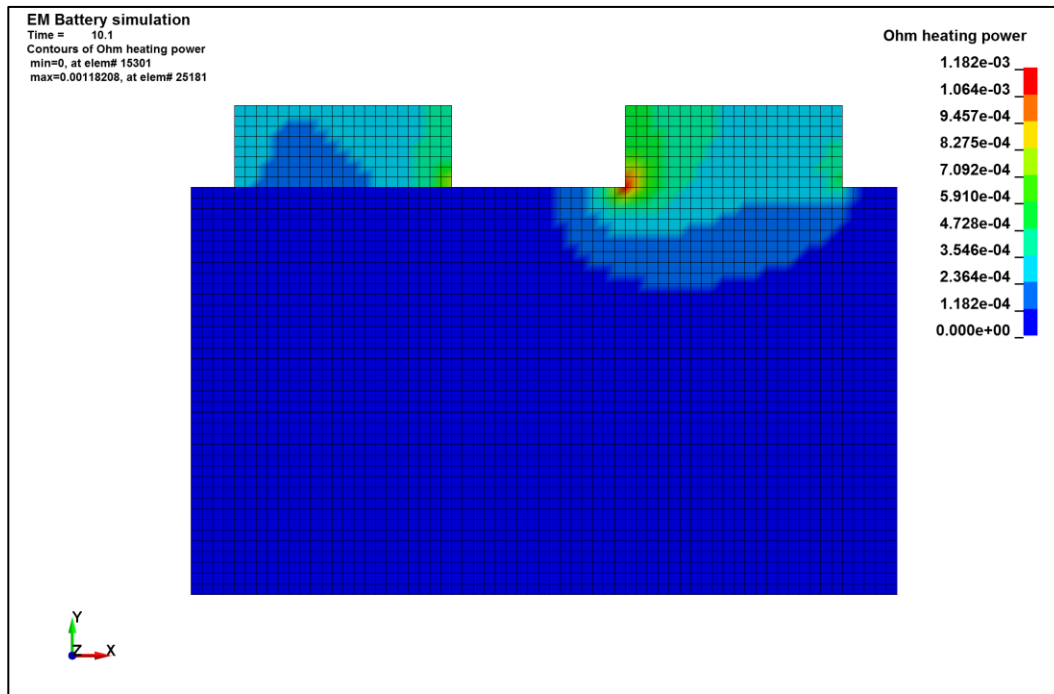 EM Battery simulation
Time = 10.1
Contours of Ohm heating power
min=0, at elem# 15301
max=0.00118208, at elem# 25181
Ohm heating power
1.182e-03
1.064e-03
9.457e-04
8.275e-04
7.092e-04
5.910e-04
4.728e-04
3.546e-04
2.364e-04
1.182e-04
0.000e+00
Y
Z X